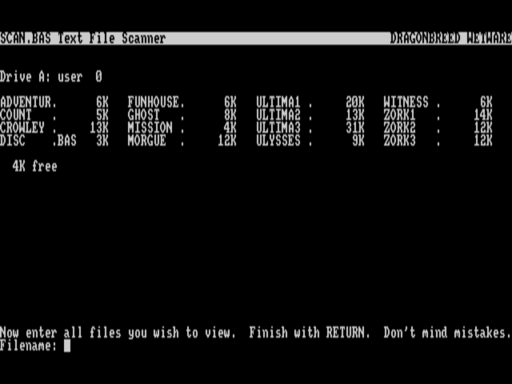 SCAN.BAS Text File Scanner DRAGONBREED WETWARE
Drive A: user 0
ADVENTUR. 6K FUNHOUSE. 6K ULTIMA1 . 20K WITNESS . 6K
COUNT . 5K GHOST . 8K ULTIMA2 . 13K ZORK1 . 14K
CROWLEY . 13K MISSION . 4K ULTIMA3 . 31K ZORK2 . 12K
DISC .BAS 3K MORGUE . 12K ULYSSES . 9K ZORK3 . 12K
4K free
Now enter all files you wish to view. Finish with RETURN. Don't mind mistakes.
Filename: